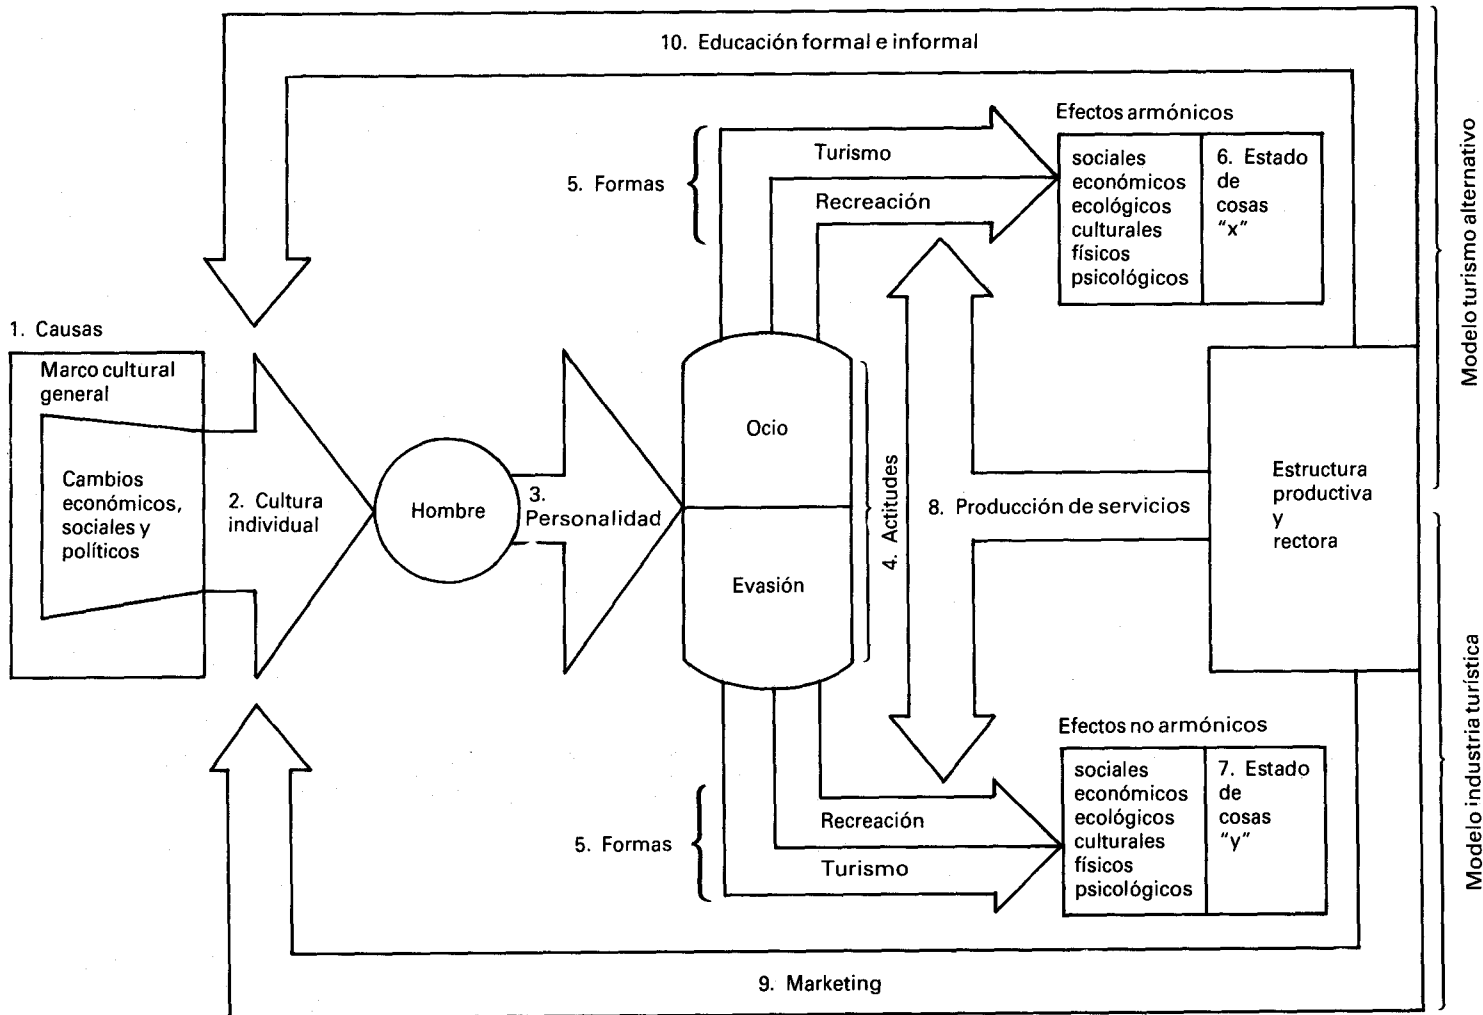 10. Educación formal e informal
Efectos armónicos
Turismo
5. Formas
Recreación
sociales
económicos
ecológicos
culturales
físicos
psicológicos
6. Estado
de
cosas
"x"
Modelo turismo alternativo
1. Causas
Marco cultural
general
Cambios
económicos,
sociales y
políticos
2. Cultura
individual
Hombre
3.
Personalidad
Ocio
Evasión
4. Actitudes
8. Producción de servicios
Estructura
productiva
y
rectora
Modelo industria turística
Efectos no armónicos
5. Formas
Recreación
Turismo
sociales
económicos
ecológicos
culturales
físicos
psicológicos
7. Estado
de
cosas
"y"
9. Marketing